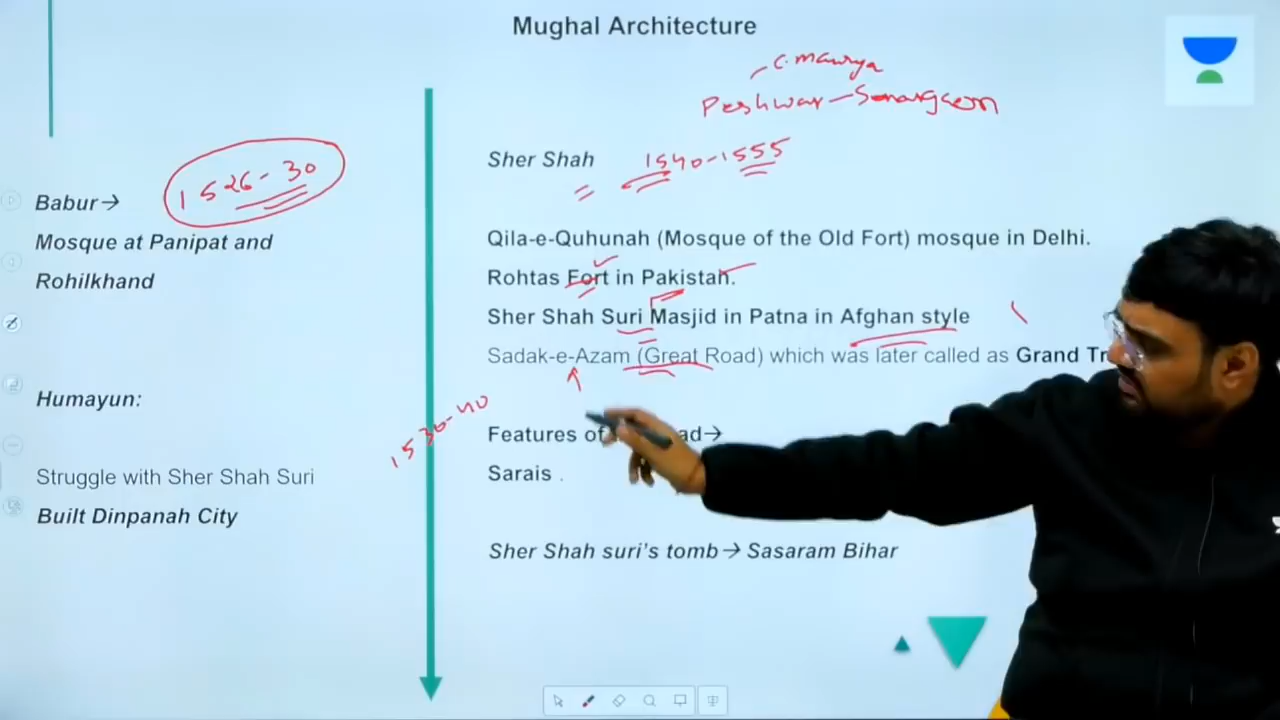 Mughal Architecture
C. Maurya
Peshwar - Sonargaon
1526-30
Babur→
Mosque at Panipat and
Rohilkhand
Humayun:
1530-40
Struggle with Sher Shah Suri
Built Dinpanah City
Sher Shah 1540-1555
Qila-e-Quhunah (Mosque of the Old Fort) mosque in Delhi.
Rohtas Fort in Pakistan.
Sher Shah Suri Masjid in Patna in Afghan style
Sadak-e-Azam (Great Road) which was later called as Grand
Features of
Sarais .
Sher Shah suri's tomb→ Sasaram Bihar